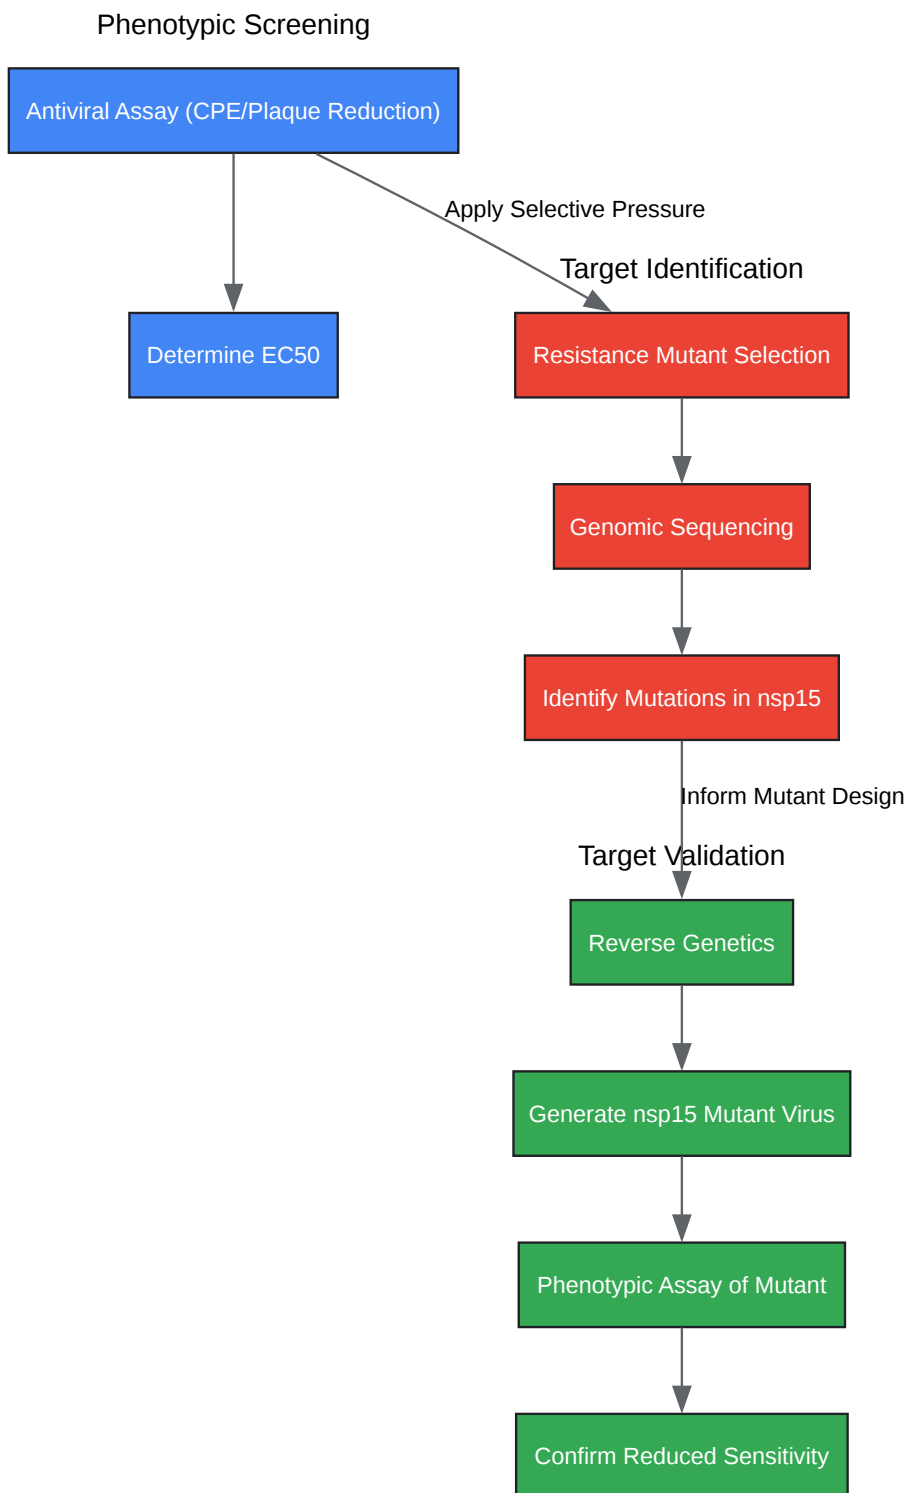 Phenotypic Screening
Antiviral Assay (CPE/Plaque Reduction)
Apply Selective Pressure
Target Identification
Determine EC50
Resistance Mutant Selection
Genomic Sequencing
Identify Mutations in nsp15
Inform Mutant Design
Target Validation
Reverse Genetics
Generate nsp15 Mutant Virus
Phenotypic Assay of Mutant
Confirm Reduced Sensitivity